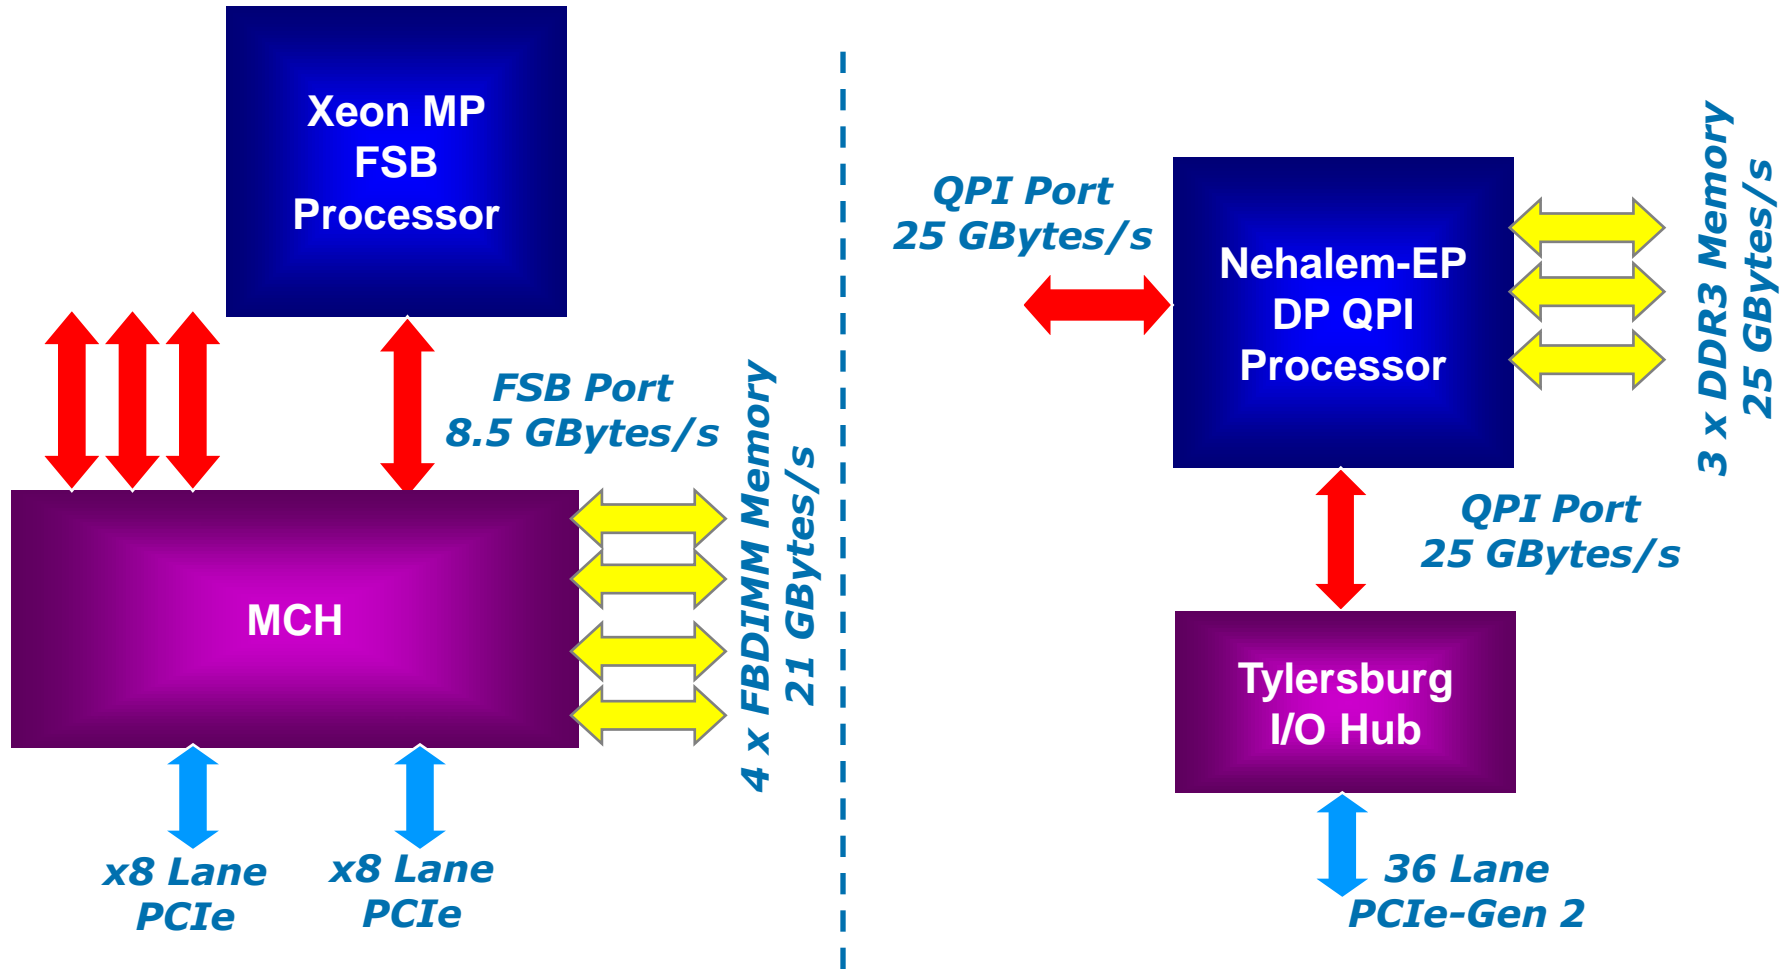 Xeon MP
FSB
Processor
FSB Port
8.5 GBytes/s
MCH
4 x FBDIMM Memory
21 GBytes/s
x8 Lane
PCIe
x8 Lane
PCIe
QPI Port
25 GBytes/s
Nehalem-EP
DP QPI
Processor
3 x DDR3 Memory
25 GBytes/s
QPI Port
25 GBytes/s
Tylersburg
I/O Hub
36 Lane
PCIe-Gen 2